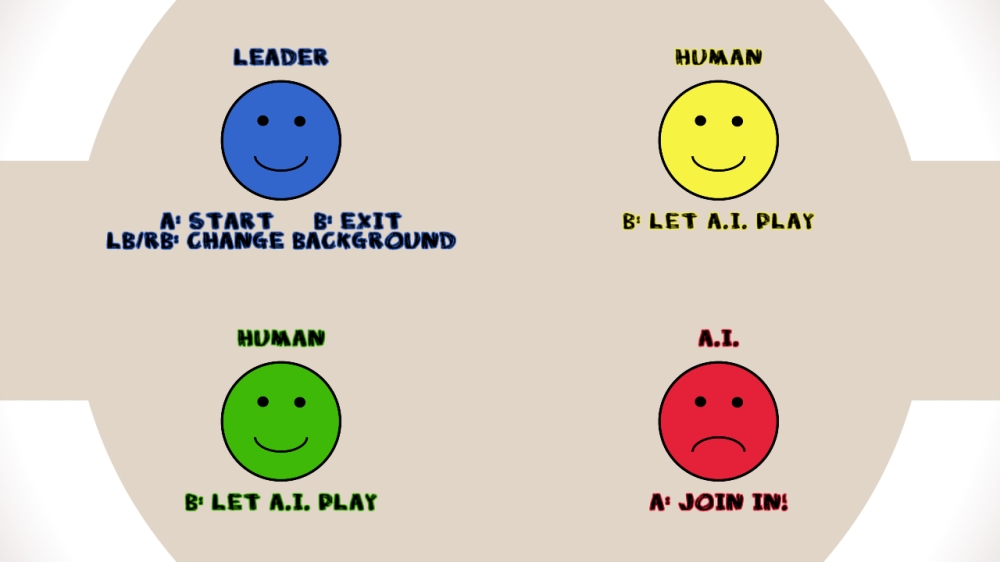 LEADER
HUMAN
A: START B: EXIT
LB/RB: CHANGE BACKGROUND
B: LET A.I. PLAY
HUMAN
A.I.
B: LET A.I. PLAY
A: JOIN IN!